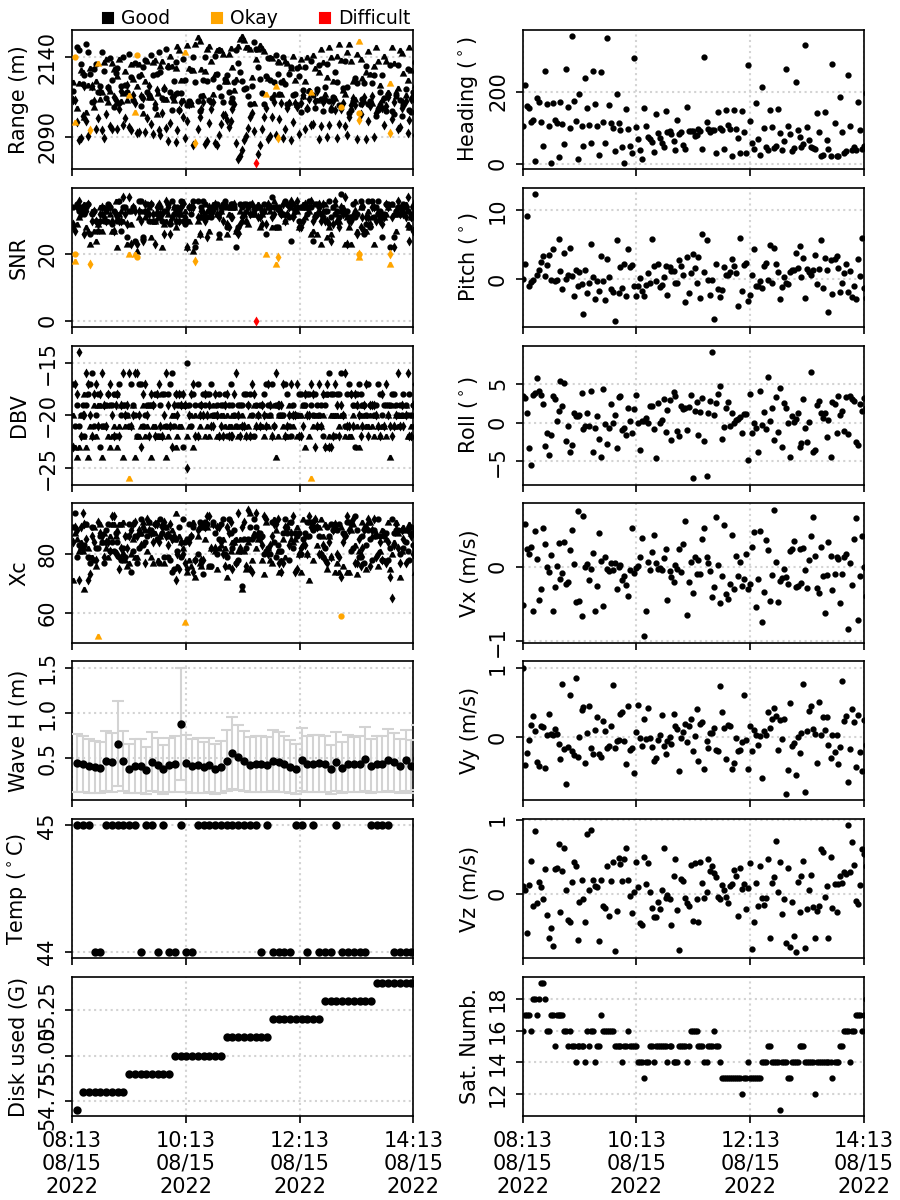 Good Okay Difficult
Range (m)
2140
2090
Heading (°)
200
0
SNR
20
0
Pitch (°)
10
0
DBV
−15
−20
−25
Roll (°)
5
0
−5
Xc
80
60
Vx (m/s)
0
−1
Wave H (m)
1.5
1.0
0.5
Vy (m/s)
1
0
Temp (°C)
45
44
Vz (m/s)
1
0
Disk used (G)
55.25
55.00
54.75
Sat. Numb.
18
16
14
12
08:13 10:13 12:13 14:13 08:13 10:13 12:13 14:13
08/15 08/15 08/15 08/15 08/15 08/15 08/15 08/15
2022 2022 2022 2022 2022 2022 2022 2022